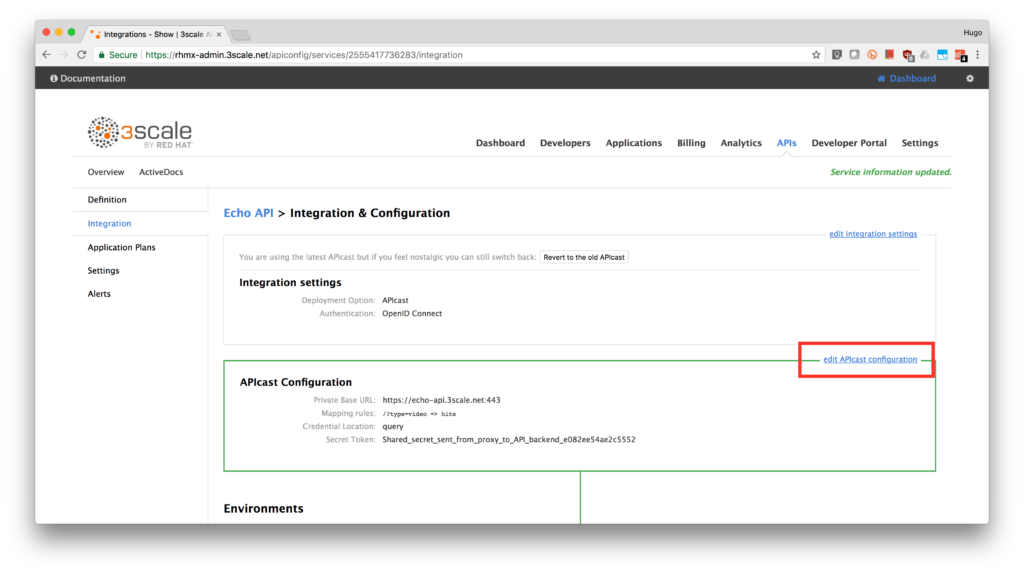 Integrations - Show | 3scale A
Hugo
Secure
https://rhmx-admin.3scale.net/apiconfig/services/2555417736283/integration
Documentation
Dashboard
3scale
BY RED HAT
Dashboard Developers Applications Billing Analytics APIs Developer Portal Settings
Overview ActiveDocs
Service information updated.
Definition
Integration
Application Plans
Settings
Alerts
Echo API > Integration & Configuration
edit integration settings
You are using the latest APIcast but if you feel nostalgic you can still switch back: Revert to the old APIcast
Integration settings
Deployment Option: APIcast
Authentication: OpenID Connect
edit APIcast configuration
APIcast Configuration
Private Base URL: https://echo-api.3scale.net:443
Mapping rules: /?type=video => hits
Credential Location: query
Secret Token: Shared_secret_sent_from_proxy_to_API_backend_e082ee54ae2c5552
Environments